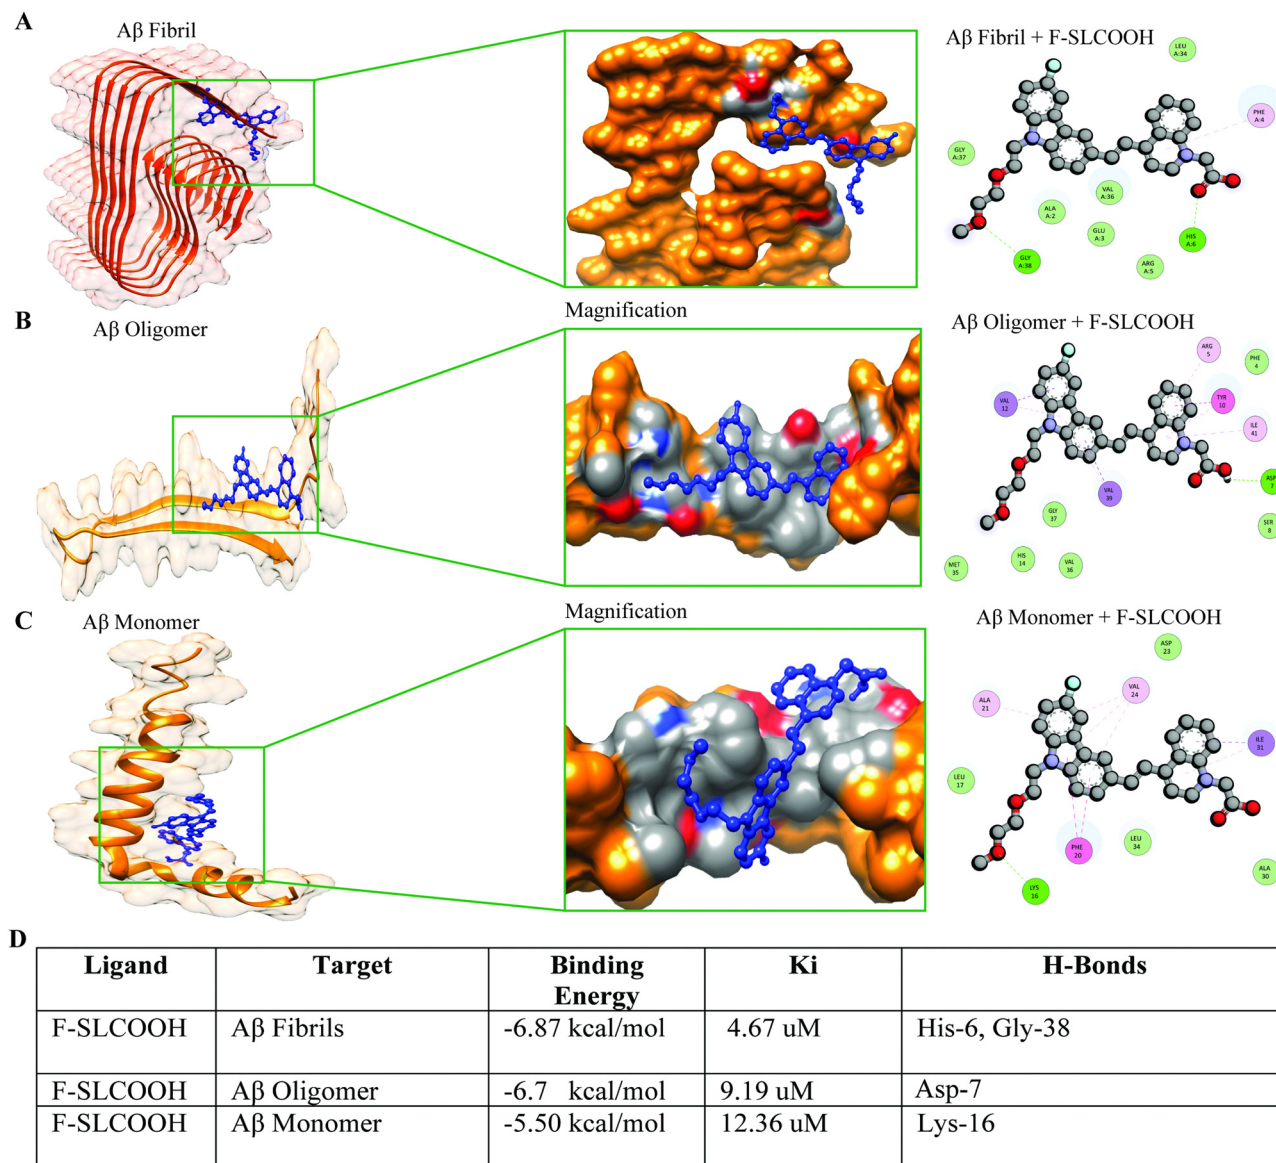 A
Aβ Fibril
Aβ Fibril + F-SLCOOH
LEU
A:34
PHE
A:4
GLY
A:37
VAL
A:36
ALA
A:2
GLU
A:3
HIS
A:6
GLY
A:38
ARG
A:5
Magnification
B
Aβ Oligomer
Aβ Oligomer + F-SLCOOH
ARG
5
PHE
4
VAL
12
TYR
10
ILE
41
ASP
7
VAL
39
GLY
37
SER
8
HIS
14
VAL
36
MET
35
Magnification
C
Aβ Monomer
Aβ Monomer + F-SLCOOH
ASP
23
VAL
24
ALA
21
ILE
31
LEU
17
PHE
20
LEU
34
ALA
30
LYS
16
D
Ligand Target Binding Energy Ki H-Bonds
F-SLCOOH Aβ Fibrils -6.87 kcal/mol 4.67 uM His-6, Gly-38
F-SLCOOH Aβ Oligomer -6.7 kcal/mol 9.19 uM Asp-7
F-SLCOOH Aβ Monomer -5.50 kcal/mol 12.36 uM Lys-16